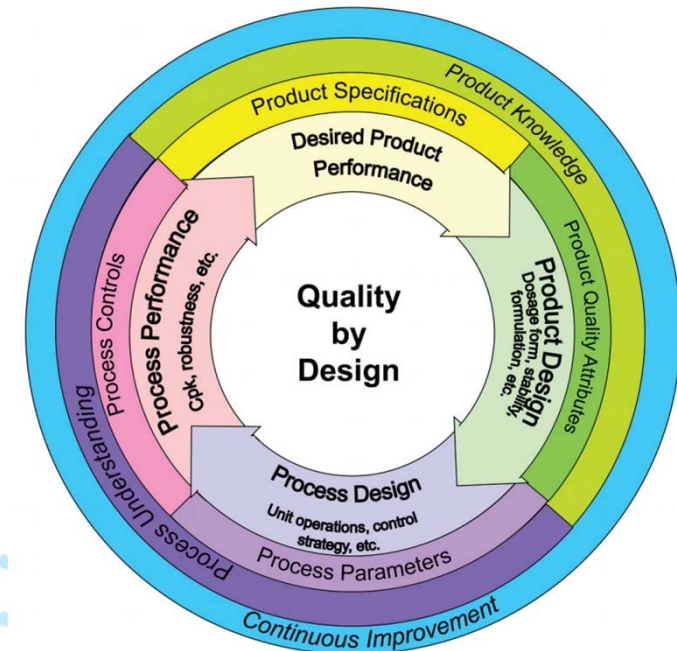 Product Knowledge
Product Specifications
Desired Product
Performance
Product Quality Attributes
Product Design
Dosage form, stability,
formulation, etc.
Quality
by
Design
Process Performance
Cpk, robustness, etc.
Process Controls
Process Understanding
Process Design
Unit operations, control
strategy, etc.
Process Parameters
Continuous Improvement